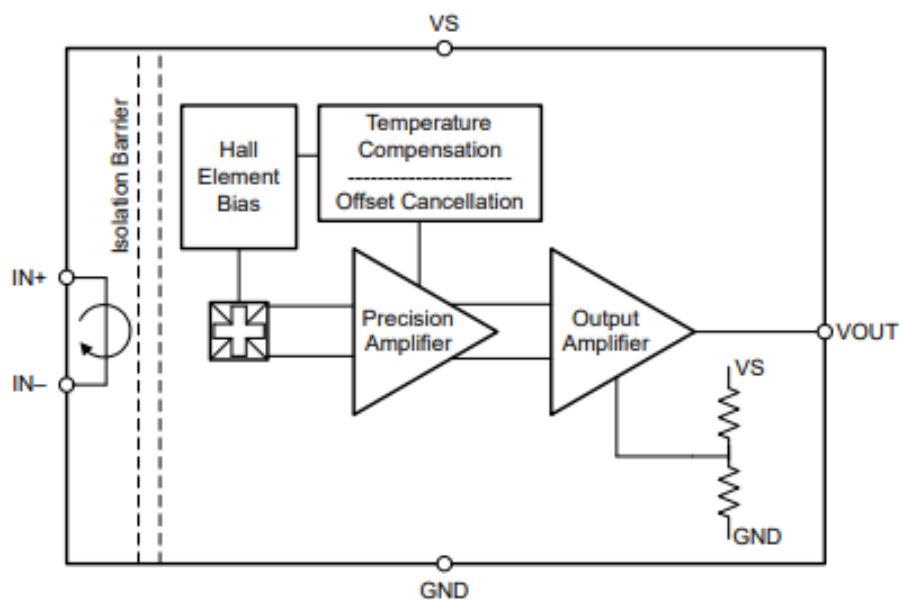 VS
Isolation Barrier
Hall
Element
Bias
Temperature
Compensation
Offset Cancellation
IN+
IN–
Precision
Amplifier
Output
Amplifier
VOUT
VS
GND
GND